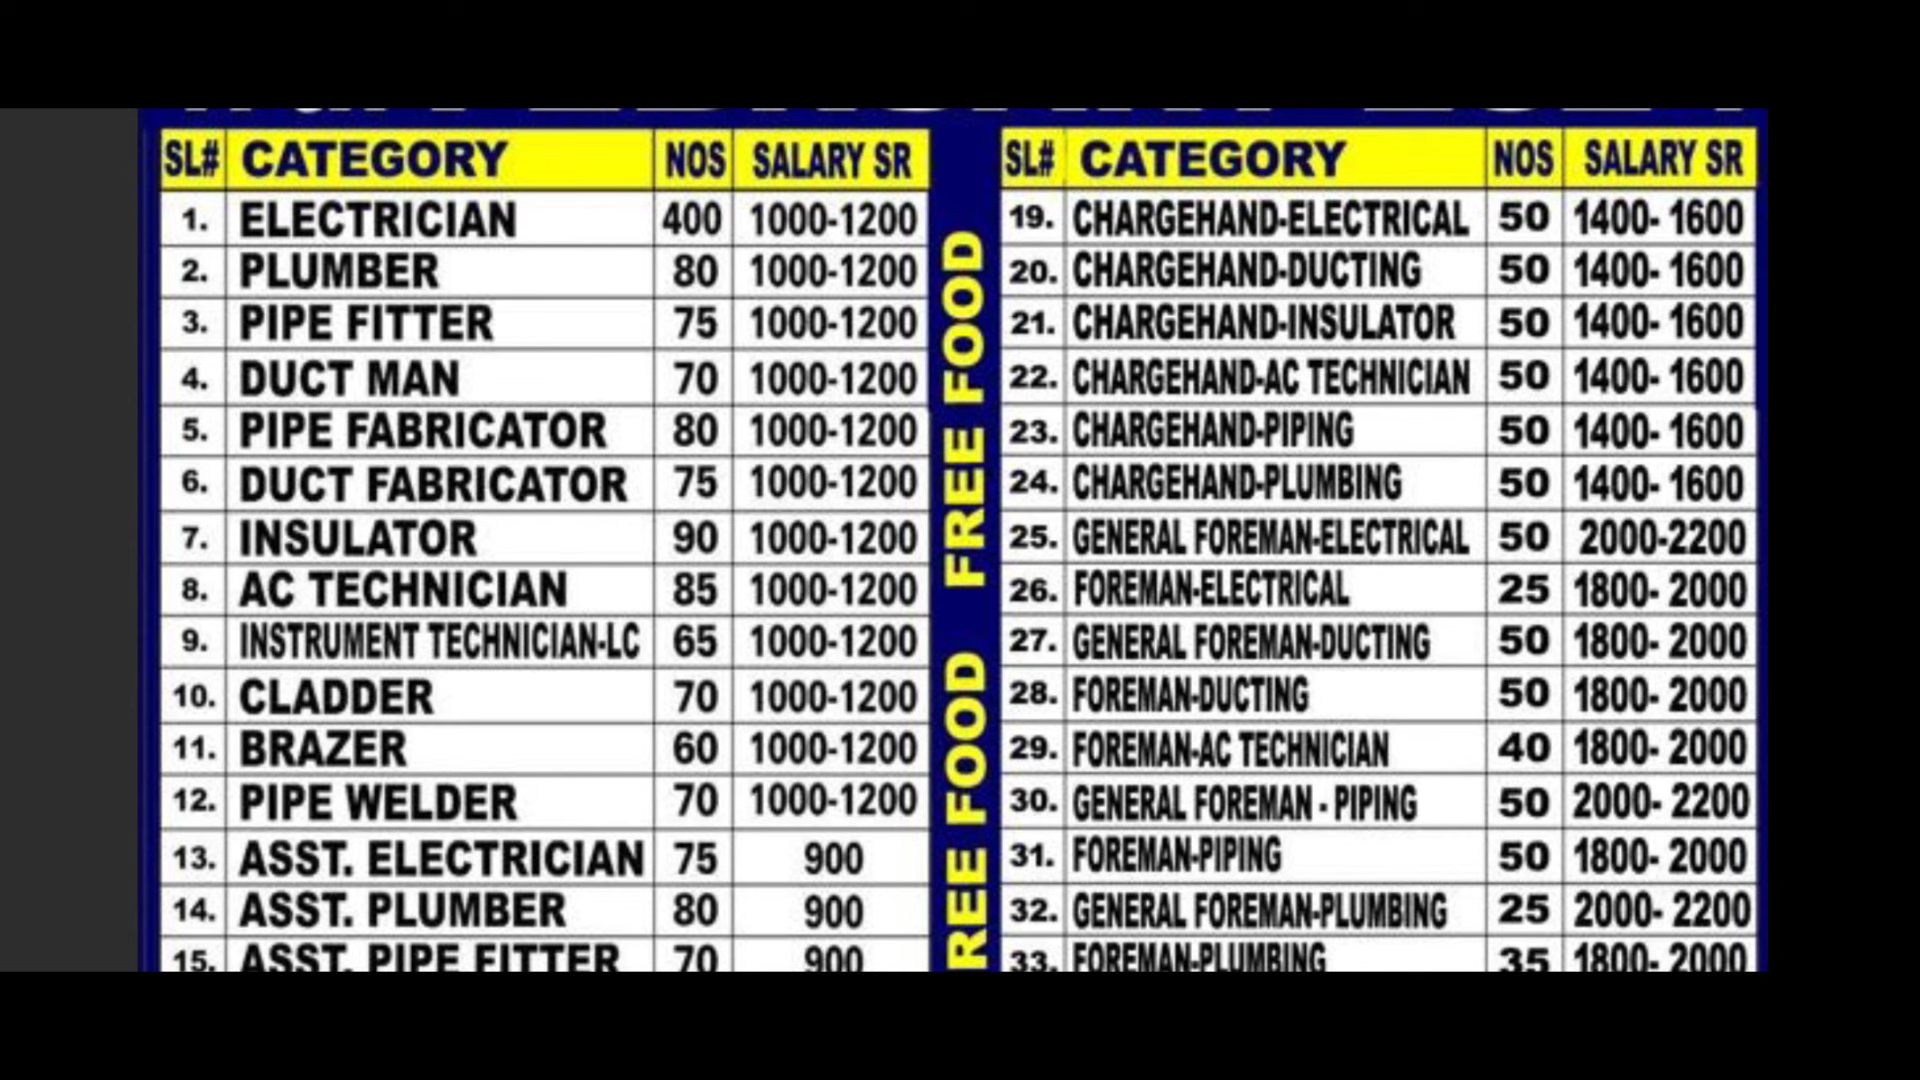 SL# CATEGORY NOS SALARY SR
1. ELECTRICIAN 400 1000-1200
2. PLUMBER 80 1000-1200
3. PIPE FITTER 75 1000-1200
4. DUCT MAN 70 1000-1200
5. PIPE FABRICATOR 80 1000-1200
6. DUCT FABRICATOR 75 1000-1200
7. INSULATOR 90 1000-1200
8. AC TECHNICIAN 85 1000-1200
9. INSTRUMENT TECHNICIAN-LC 65 1000-1200
10. CLADDER 70 1000-1200
11. BRAZER 60 1000-1200
12. PIPE WELDER 70 1000-1200
13. ASST. ELECTRICIAN 75 900
14. ASST. PLUMBER 80 900
15. ASST. PIPE FITTER 70 900
FREE FOOD
REE FOOD
SL# CATEGORY NOS SALARY SR
19. CHARGEHAND-ELECTRICAL 50 1400- 1600
20. CHARGEHAND-DUCTING 50 1400- 1600
21. CHARGEHAND-INSULATOR 50 1400- 1600
22. CHARGEHAND-AC TECHNICIAN 50 1400- 1600
23. CHARGEHAND-PIPING 50 1400- 1600
24. CHARGEHAND-PLUMBING 50 1400- 1600
25. GENERAL FOREMAN-ELECTRICAL 50 2000-2200
26. FOREMAN-ELECTRICAL 25 1800- 2000
27. GENERAL FOREMAN-DUCTING 50 1800- 2000
28. FOREMAN-DUCTING 50 1800- 2000
29. FOREMAN-AC TECHNICIAN 40 1800- 2000
30. GENERAL FOREMAN - PIPING 50 2000- 2200
31. FOREMAN-PIPING 50 1800- 2000
32. GENERAL FOREMAN-PLUMBING 25 2000- 2200
33. FOREMAN-PLUMBING 35 1800- 2000